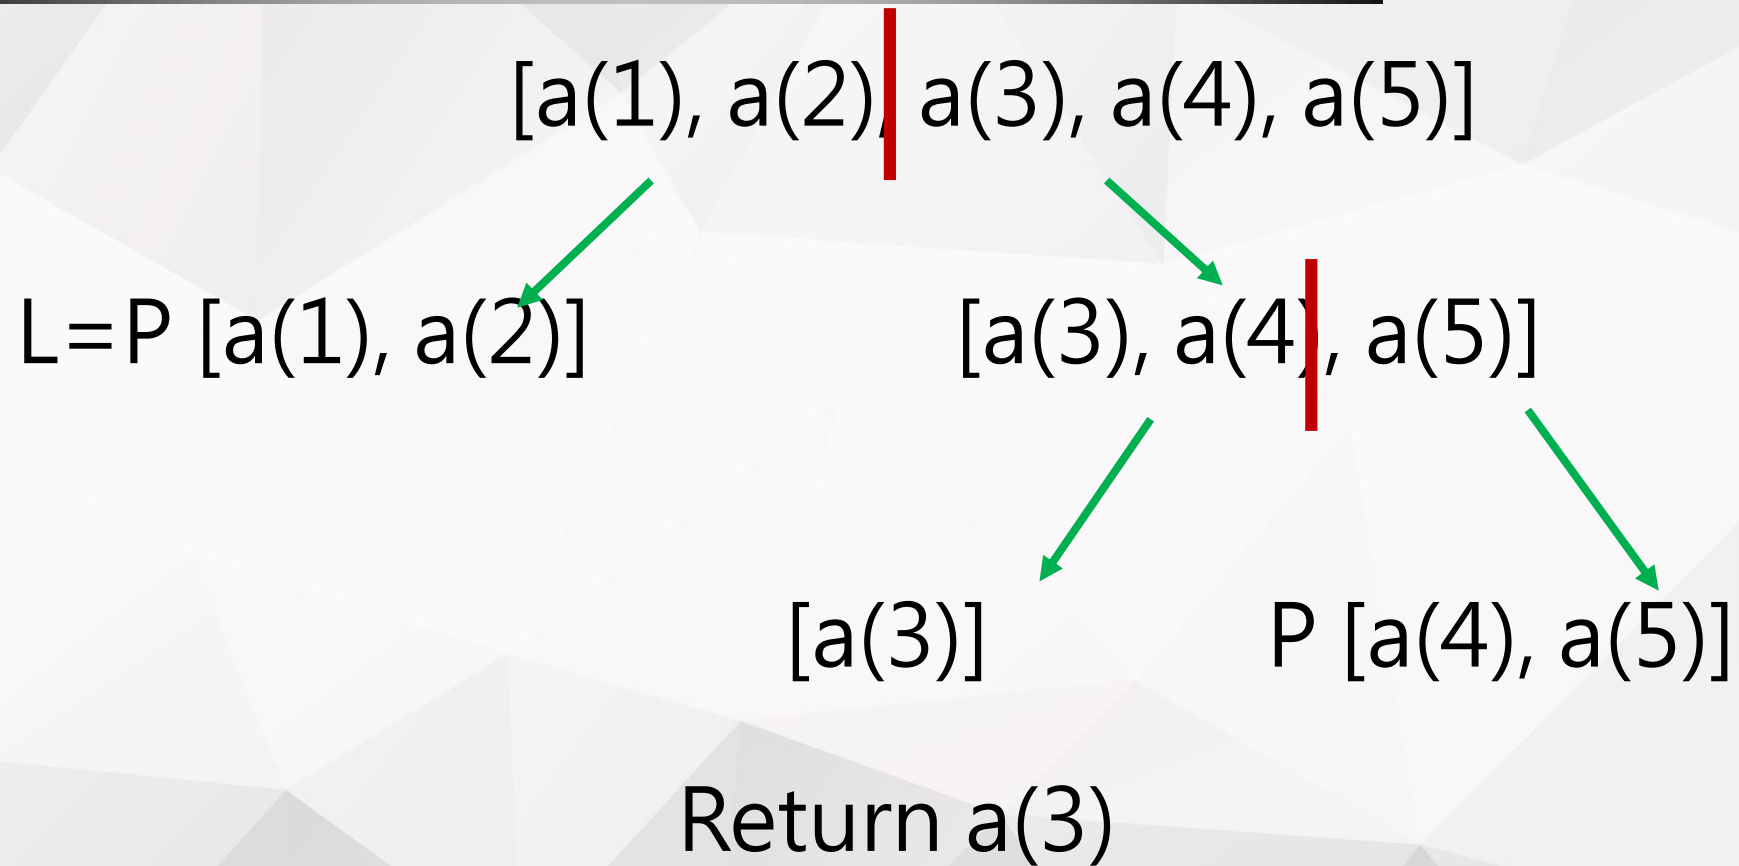 [a(1), a(2), a(3), a(4), a(5)]
L=P [a(1), a(2)]
[a(3), a(4), a(5)]
[a(3)]
P [a(4), a(5)]
Return a(3)